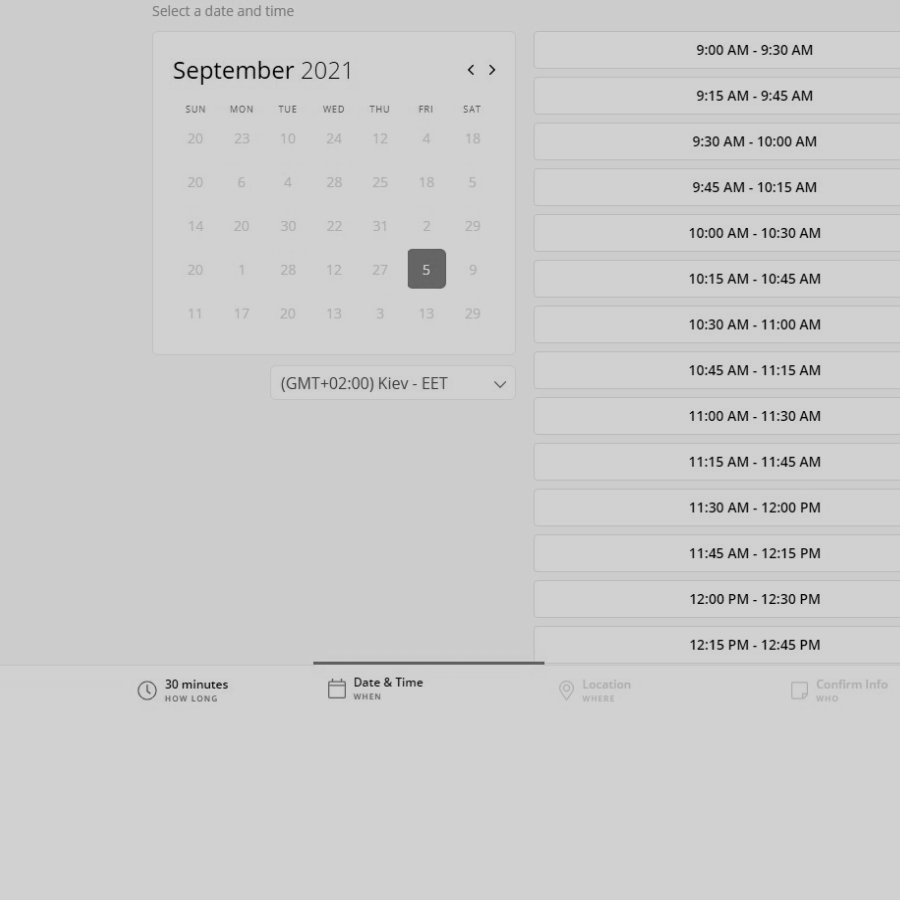 Select a date and time
September 2021
SUN MON TUE WED THU FRI SAT
20 23 10 24 12 4 18
20 6 4 28 25 18 5
14 20 30 22 31 2 29
20 1 28 12 27 5 9
11 17 20 13 3 13 29
(GMT+02:00) Kiev - EET
9:00 AM - 9:30 AM
9:15 AM - 9:45 AM
9:30 AM - 10:00 AM
9:45 AM - 10:15 AM
10:00 AM - 10:30 AM
10:15 AM - 10:45 AM
10:30 AM - 11:00 AM
10:45 AM - 11:15 AM
11:00 AM - 11:30 AM
11:15 AM - 11:45 AM
11:30 AM - 12:00 PM
11:45 AM - 12:15 PM
12:00 PM - 12:30 PM
12:15 PM - 12:45 PM
30 minutes
HOW LONG
Date & Time
WHEN
Location
WHERE
Confirm Info
WHO